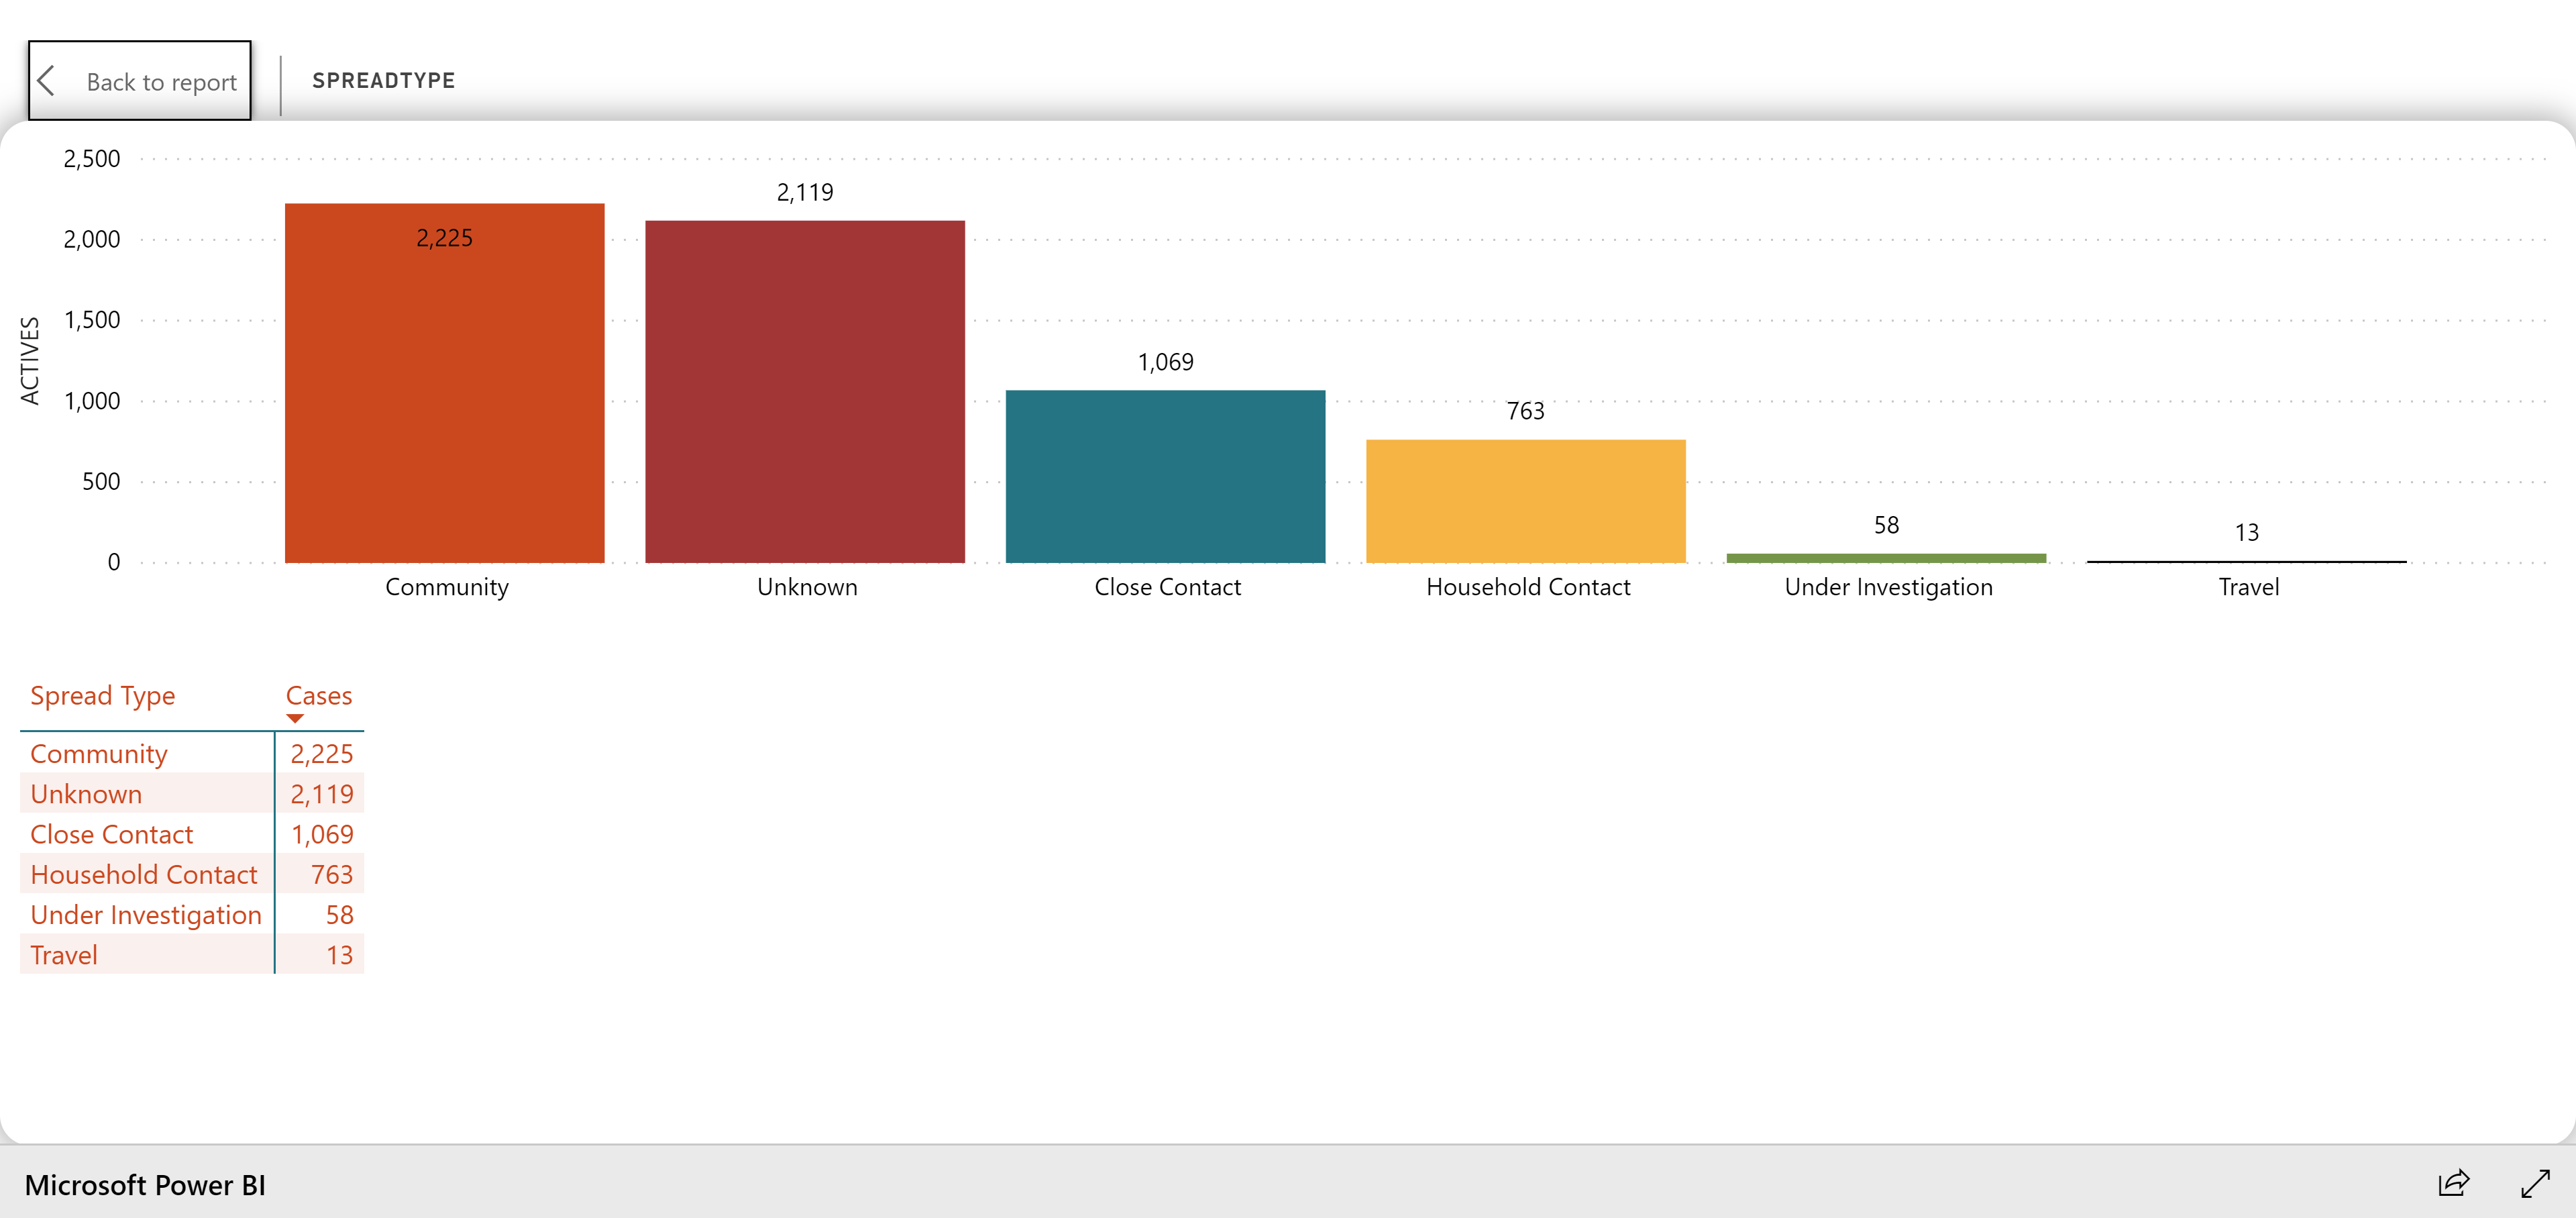 Back to report
SPREADTYPE
2,500
2,000
1,500
1,000
500
0
ACTIVES
2,225
2,119
1,069
763
58
13
Community
Unknown
Close Contact
Household Contact
Under Investigation
Travel
Spread Type Cases
Community 2,225
Unknown 2,119
Close Contact 1,069
Household Contact 763
Under Investigation 58
Travel 13
Microsoft Power BI